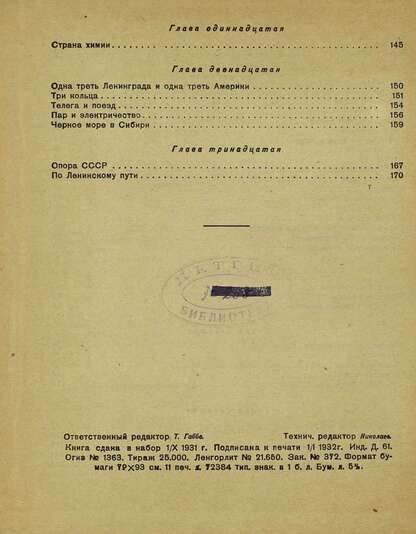 Глава одиннадцатая
Страна химии 145
Глава двенадцатая
Одна треть Ленинграда и одна треть Америки 150
Три кольца 151
Телега и поезд 154
Пар и электричество 156
Черное море в Сибири 159
Глава тринадцатая
Опора СССР 167
По Ленинскому пути 170
БИБЛИОТЕКА
Ответственный редактор Т. Габбе. Технич. редактор Николаев.
Книга сдана в набор 1/X 1931 г. Подписана к печати 1/I 1932г. Инд. Д. 61.
Огиз № 1363. Тираж 25.000. Ленгорлит № 21.650. Зак. № 372. Формат бу-
маги 72×93 см. 11 печ. л. 72384 тип. знак. в 1 б. л. Бум. л. 5½.